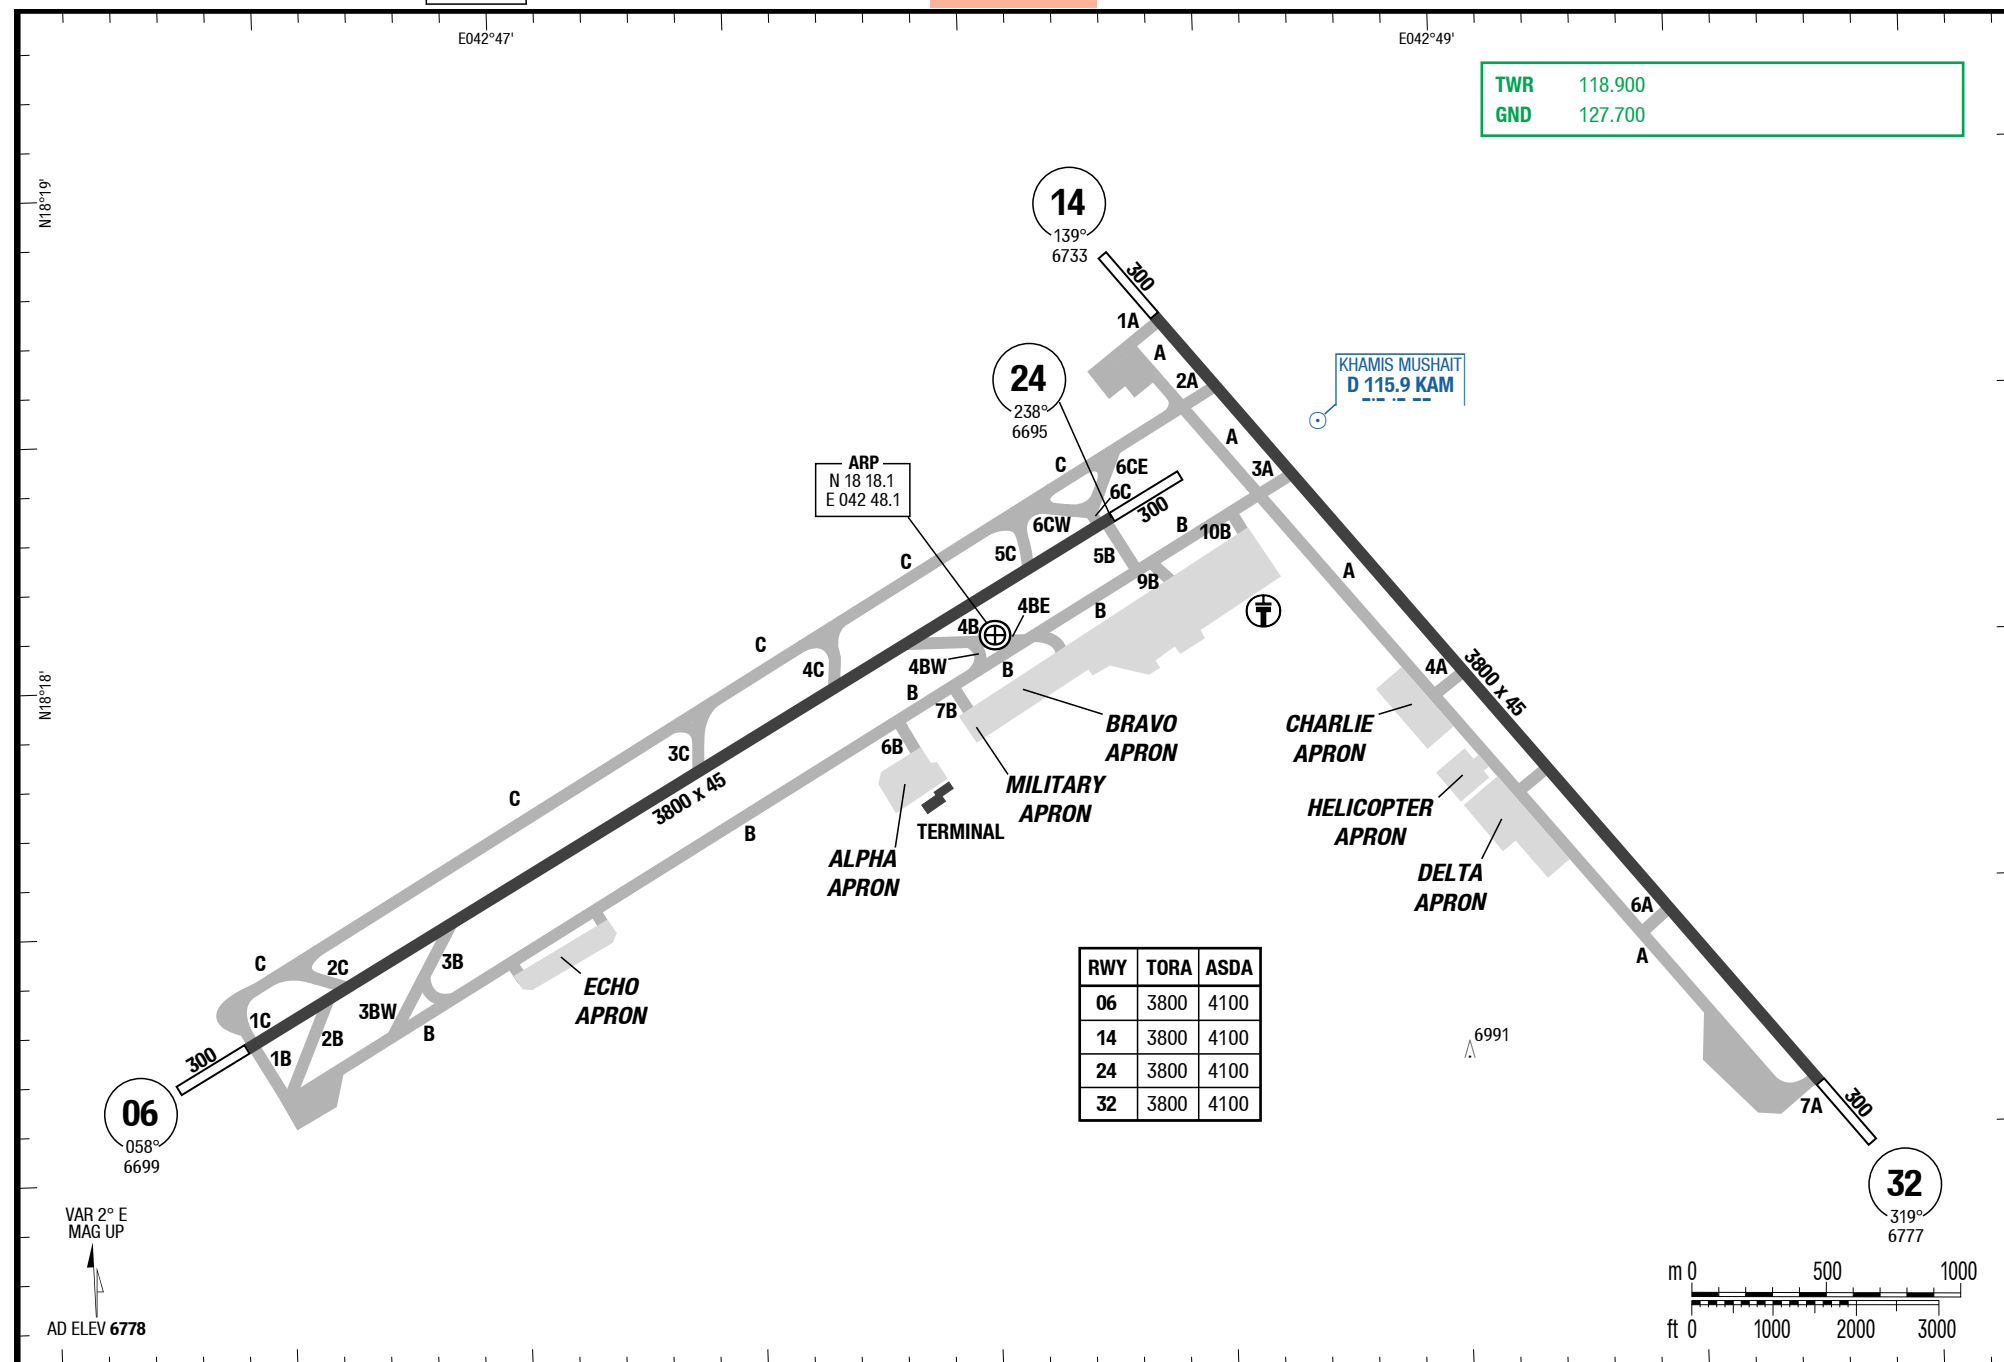 E042°47'
E042°49'
TWR 118.900
GND 127.700
N18°19'
14
139°
6733
300
1A
A
2A
24
238°
6695
KHAMIS MUSHAIT
D 115.9 KAM
A
3A
ARP
N 18 18.1
E 042 48.1
C
6CE
6C
300
6CW
B
10B
5C
5B
C
9B
A
4BE
B
4B
C
4BW
B
4C
4A
3800 x 45
N18°18'
B
7B
BRAVO
APRON
CHARLIE
APRON
6B
3C
MILITARY
APRON
3800 x 45
C
HELICOPTER
APRON
TERMINAL
B
ALPHA
APRON
DELTA
APRON
6A
A
C
2C
3B
ECHO
APRON
3BW
1C
2B
B
1B
300
RWY TORA ASDA
06 3800 4100
14 3800 4100
24 3800 4100
32 3800 4100
6991
06
058°
6699
7A
300
32
319°
6777
VAR 2° E
MAG UP
AD ELEV 6778
m 0 500 1000
ft 0 1000 2000 3000